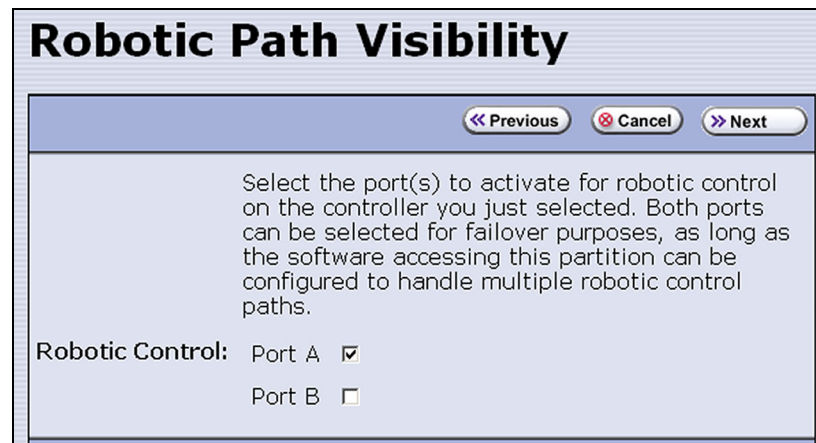 Robotic Path Visibility
Previous Cancel Next
Select the port(s) to activate for robotic control
on the controller you just selected. Both ports
can be selected for failover purposes, as long as
the software accessing this partition can be
configured to handle multiple robotic control
paths.
Robotic Control: Port A
Port B